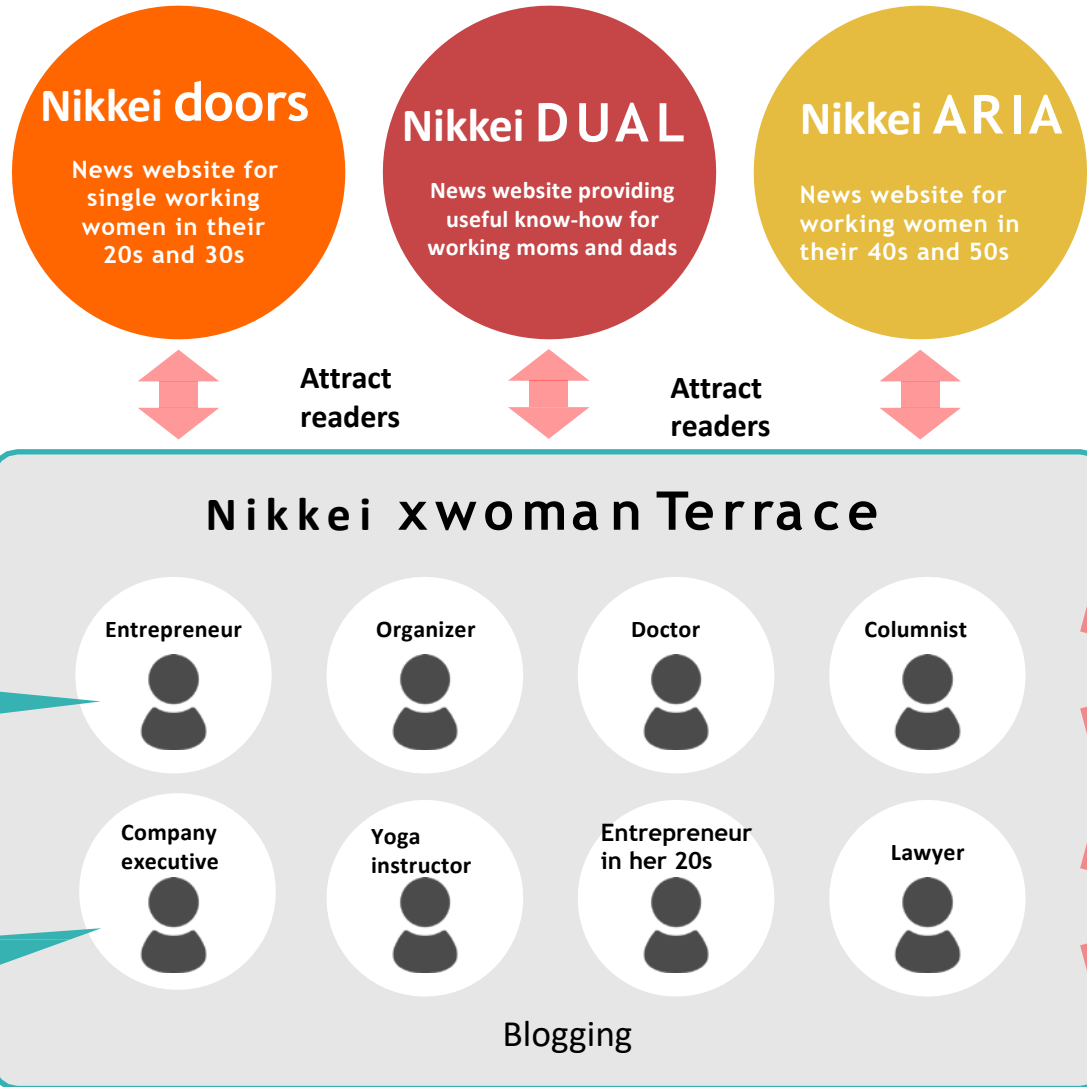 Nikkei doors
News website for
single working
women in their
20s and 30s
Nikkei DUAL
News website providing
useful know-how for
working moms and dads
Nikkei ARIA
News website for
working women in
their 40s and 50s
Attract
readers
Attract
readers
Nikkei xwoman Terrace
Entrepreneur
Organizer
Doctor
Columnist
Company
executive
Yoga
instructor
Entrepreneur
in her 20s
Lawyer
Blogging